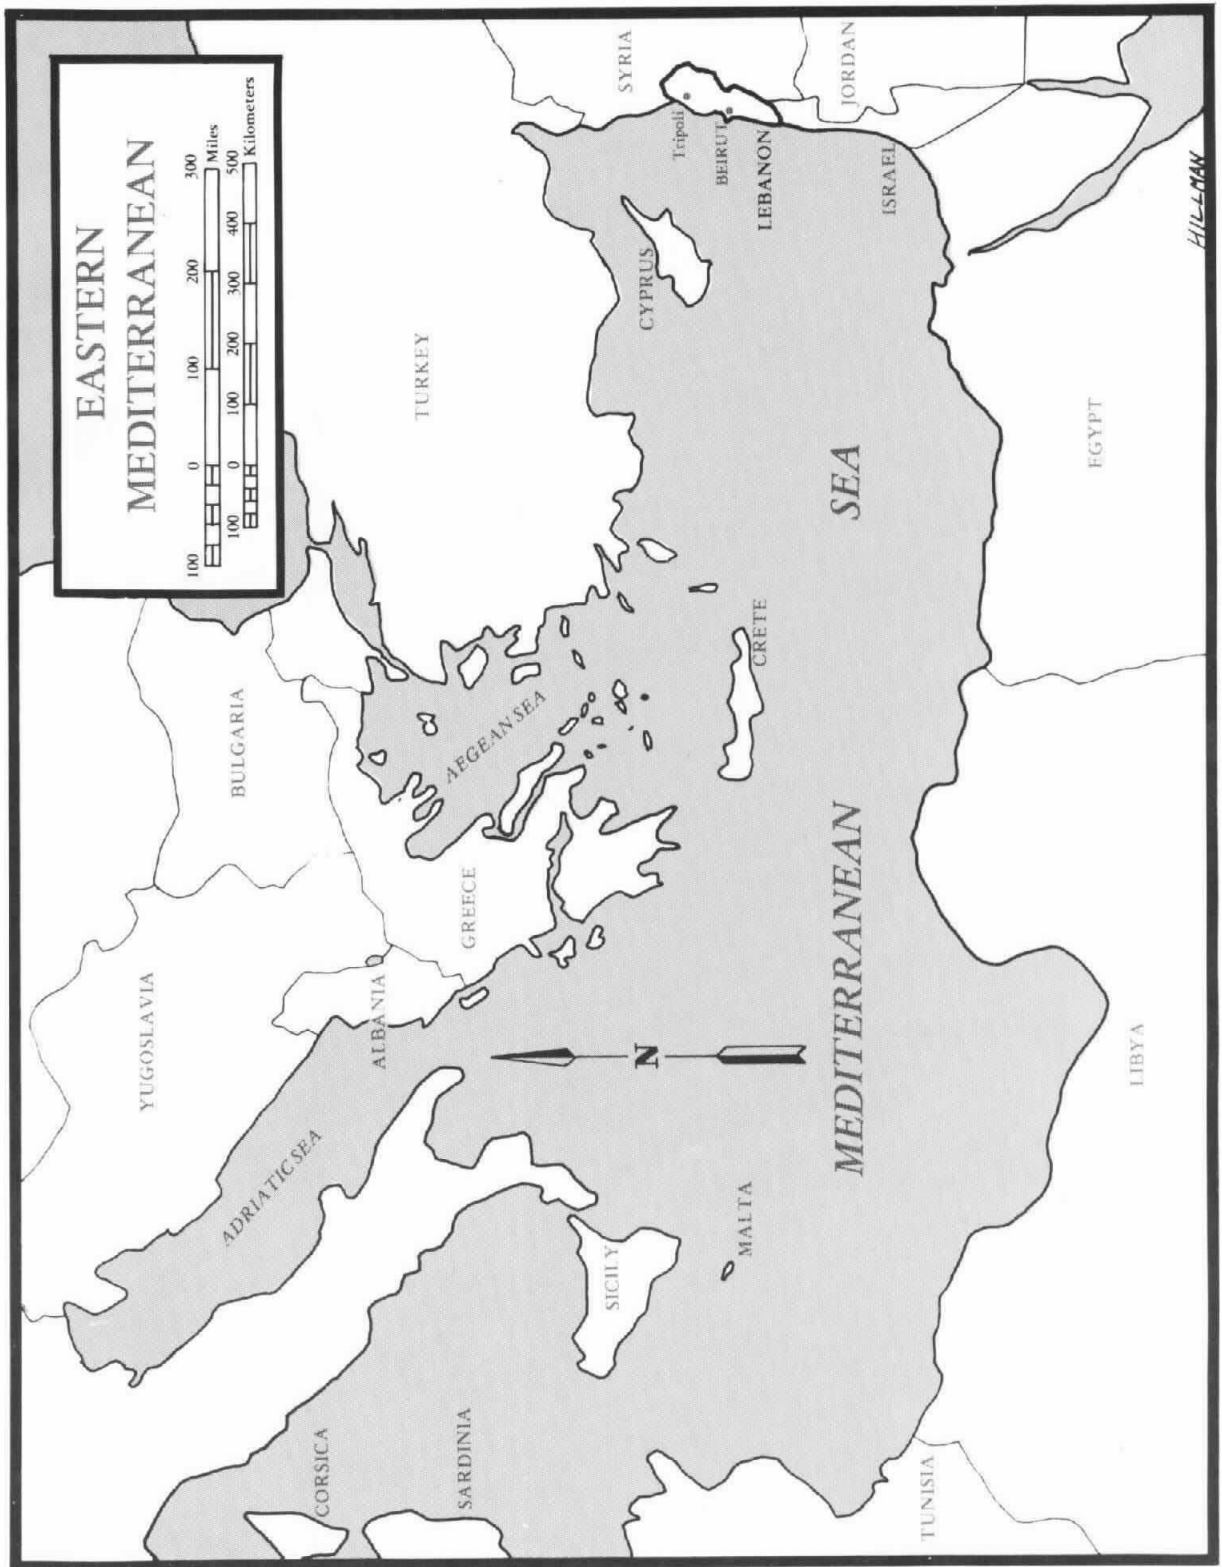 EASTERN
MEDITERRANEAN
100 0 100 200 300
Miles
100 0 100 200 300 400 500
Kilometers
YUGOSLAVIA
BULGARIA
ADRIATIC SEA
ALBANIA
GREECE
AEGEAN SEA
TURKEY
SYRIA
CORSICA
SARDINIA
SICILY
MALTA
N
CRETE
CYPRUS
Tripoli
BEIRUT
LEBANON
ISRAEL
JORDAN
MEDITERRANEAN SEA
TUNISIA
LIBYA
EGYPT
HILLMAN